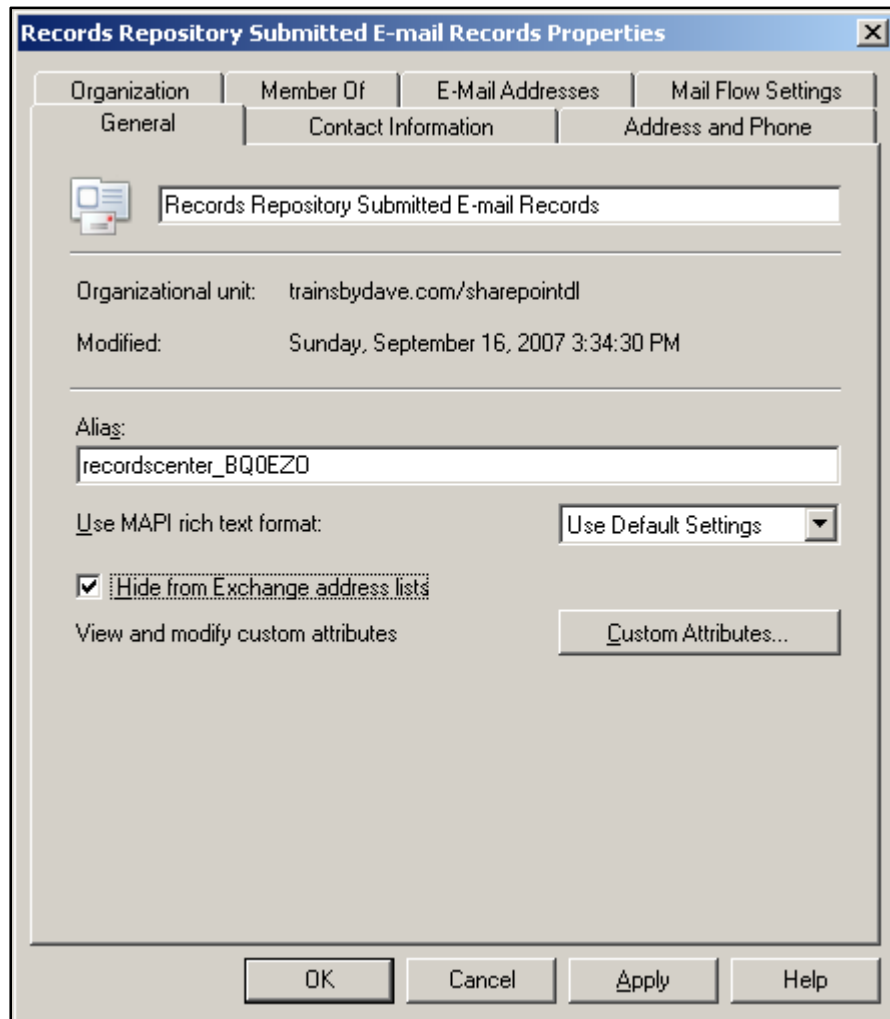 Records Repository Submitted E-mail Records Properties
Organization Member Of E-Mail Addresses Mail Flow Settings
General Contact Information Address and Phone
Records Repository Submitted E-mail Records
Organizational unit: trainsbydave.com/sharepointdl
Modified: Sunday, September 16, 2007 3:34:30 PM
Alias:
recordscenter_BQ0EZO
Use MAPI rich text format: Use Default Settings
Hide from Exchange address lists
View and modify custom attributes Custom Attributes...
OK Cancel Apply Help